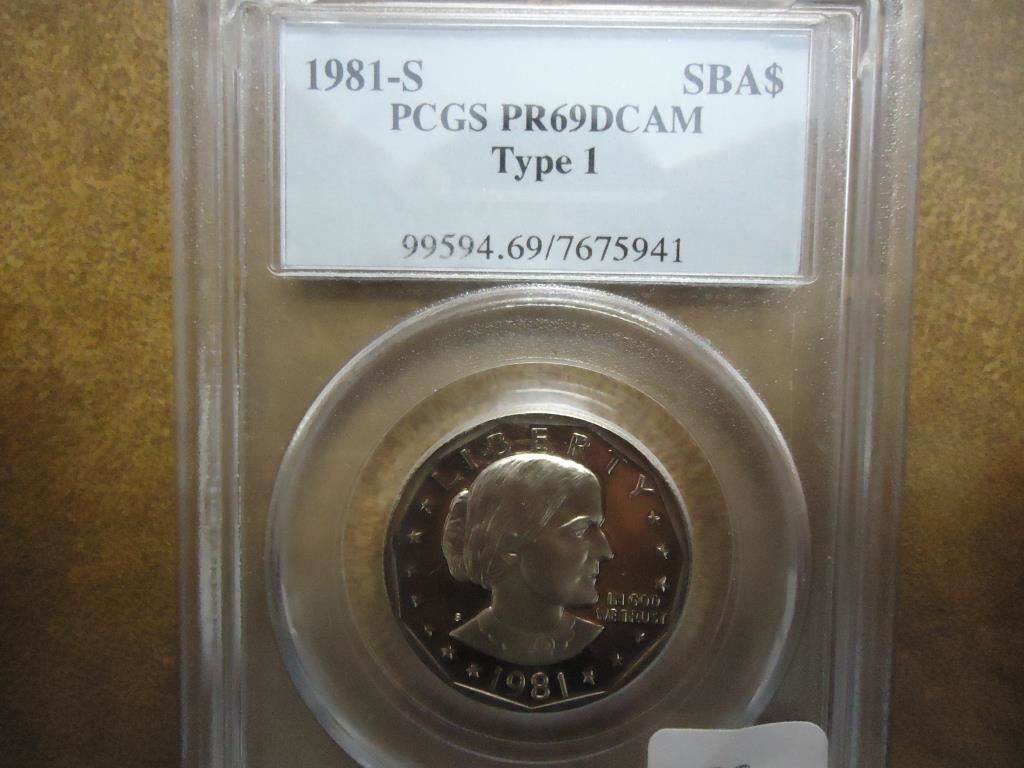 1981-S SBA$
PCGS PR69DCAM
Type 1
99594.69/7675941
LIBERTY
IN GOD
WE TRUST
S
1981